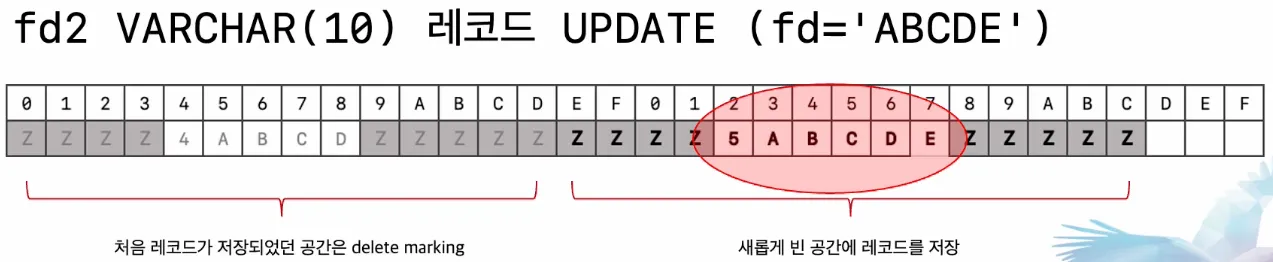 fd2 VARCHAR(10) 레코드 UPDATE (fd='ABCDE')
0 1 2 3 4 5 6 7 8 9 A B C D E F 0 1 2 3 4 5 6 7 8 9 A B C D E F
Z Z Z Z 4 A B C D Z Z Z Z Z Z Z Z Z 5 A B C D E Z Z Z Z Z
처음 레코드가 저장되었던 공간은 delete marking
새롭게 빈 공간에 레코드를 저장